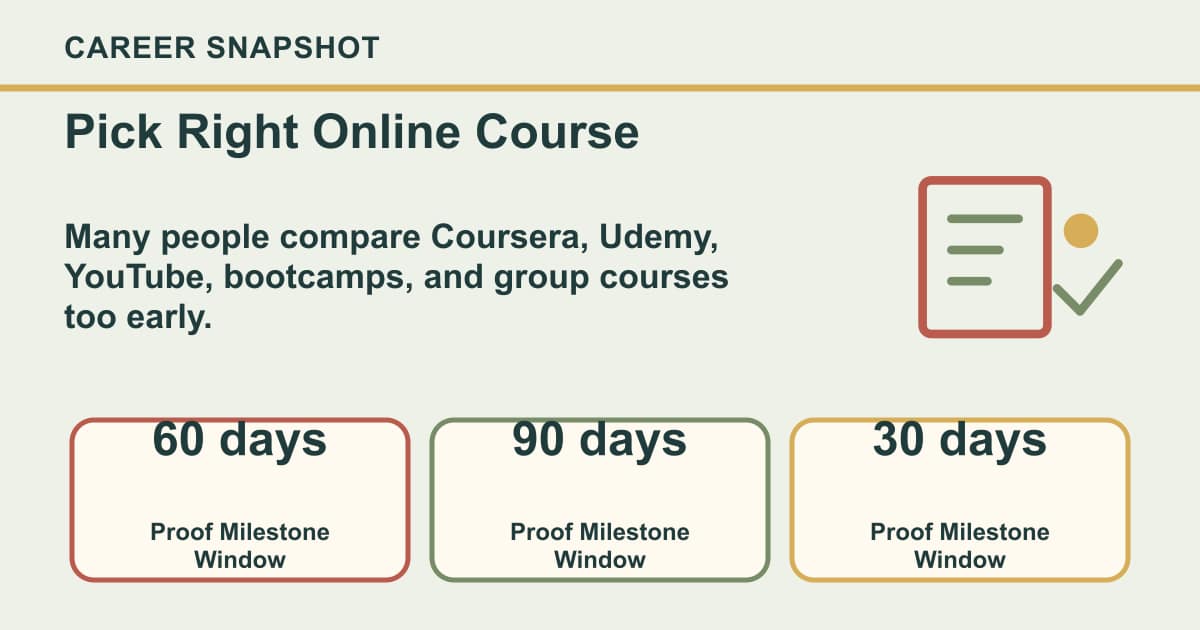 CAREER SNAPSHOT
Pick Right Online Course
Many people compare Coursera, Udemy,
YouTube, bootcamps, and group courses
too early.
60 days
Proof Milestone
Window
90 days
Proof Milestone
Window
30 days
Proof Milestone
Window